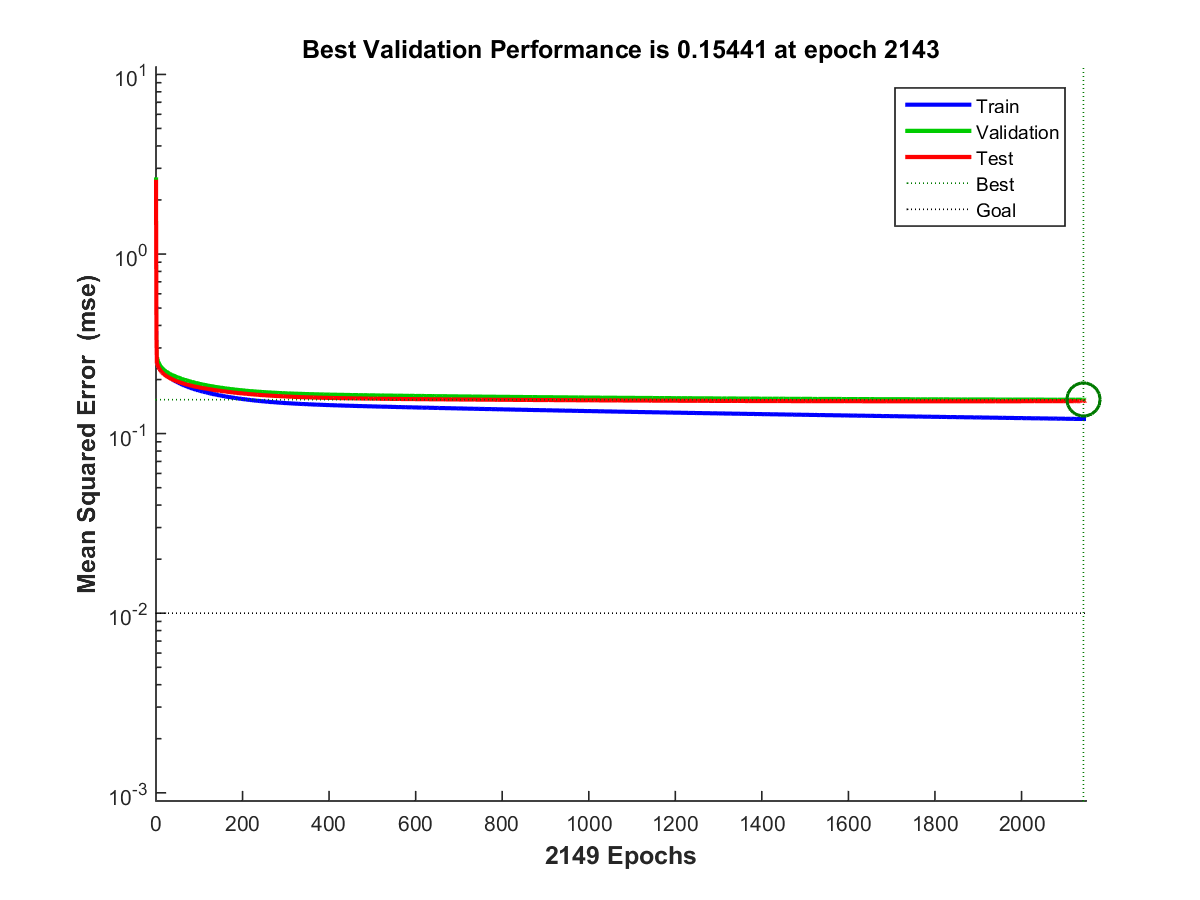 Best Validation Performance is 0.15441 at epoch 2143
Mean Squared Error (mse)
10^1
10^0
10^-1
10^-2
10^-3
Train
Validation
Test
Best
Goal
0 200 400 600 800 1000 1200 1400 1600 1800 2000
2149 Epochs